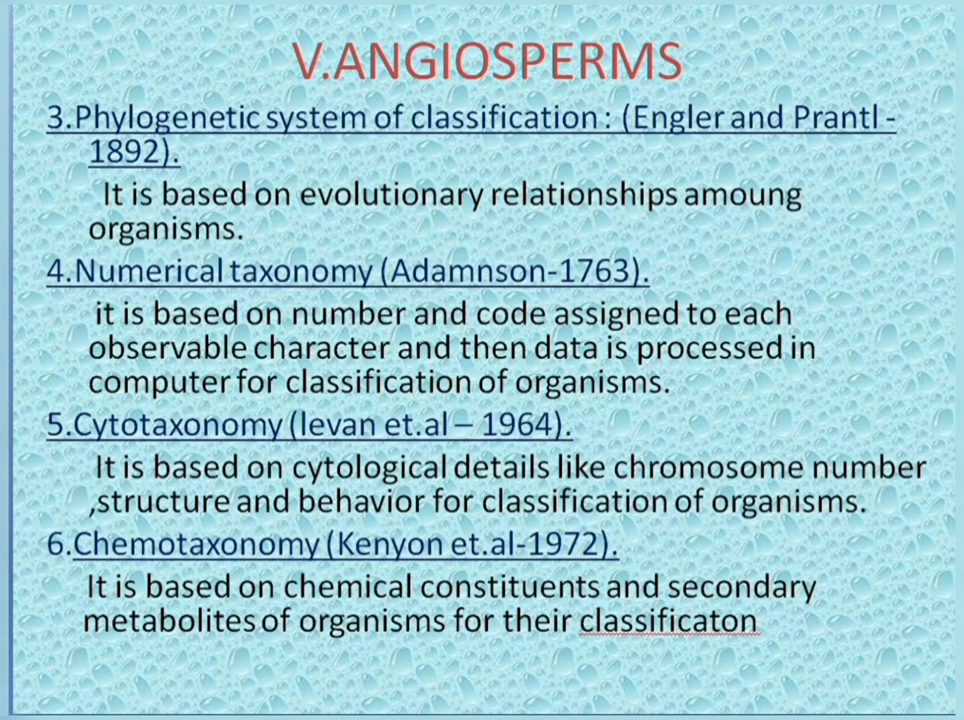 V.ANGIOSPERMS
3.Phylogenetic system of classification : (Engler and Prantl -
1892).
It is based on evolutionary relationships amoung
organisms.
4.Numerical taxonomy (Adamnson-1763).
it is based on number and code assigned to each
observable character and then data is processed in
computer for classification of organisms.
5.Cytotaxonomy (levan et.al – 1964).
It is based on cytological details like chromosome number
,structure and behavior for classification of organisms.
6.Chemotaxonomy (Kenyon et.al-1972).
It is based on chemical constituents and secondary
metabolites of organisms for their classificaton